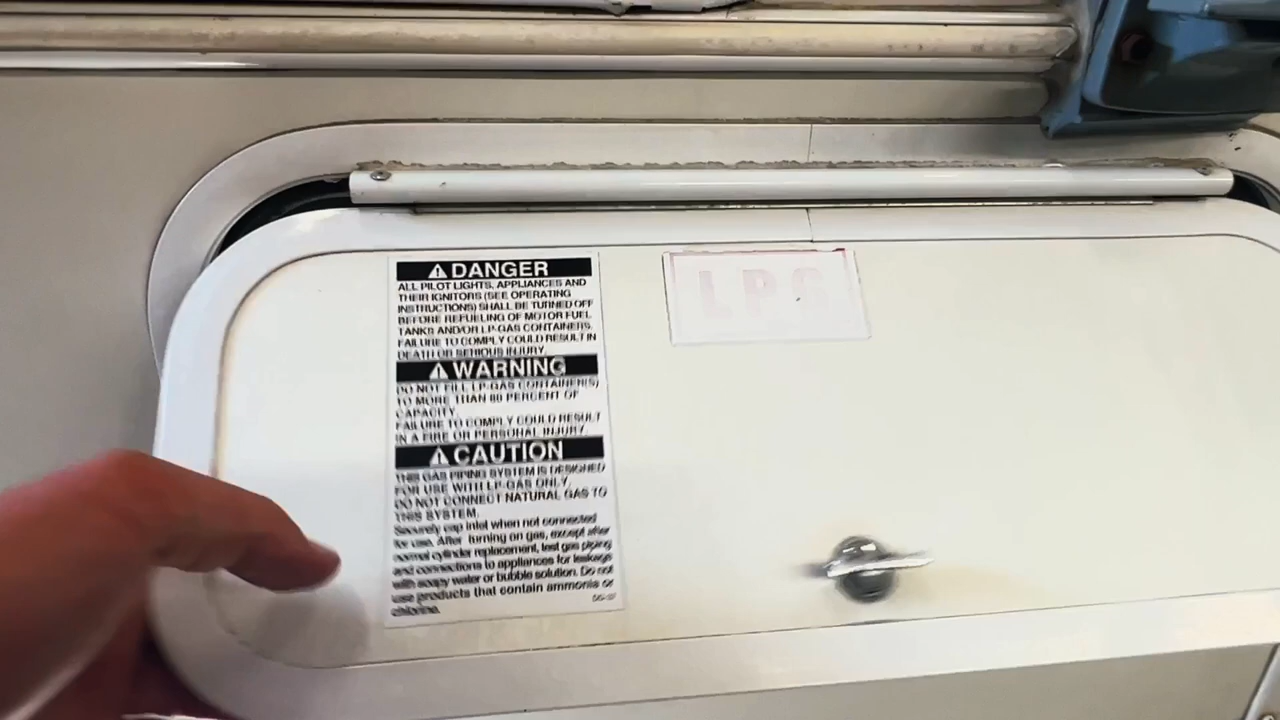 DANGER
ALL PILOT LIGHTS, APPLIANCES AND
THEIR IGNITORS (SEE OPERATING
INSTRUCTIONS) SHALL BE TURNED OFF
BEFORE REFUELING OF MOTOR FUEL
TANKS AND/OR LP-GAS CONTAINERS.
FAILURE TO COMPLY COULD RESULT IN
DEATH OR SERIOUS INJURY.
WARNING
DO NOT FILL LP-GAS CONTAINER(S)
TO MORE THAN 80 PERCENT OF
CAPACITY.
FAILURE TO COMPLY COULD RESULT
IN A FIRE OR PERSONAL INJURY.
CAUTION
THIS GAS PIPING SYSTEM IS DESIGNED
FOR USE WITH LP-GAS ONLY.
DO NOT CONNECT NATURAL GAS TO
THIS SYSTEM.
Securely cap inlet when not connected
for use. After turning on gas, except after
normal cylinder replacement, test gas piping
and connections to appliances for leakage
with soapy water or bubble solution. Do not
use products that contain ammonia or
chlorine.
LPG